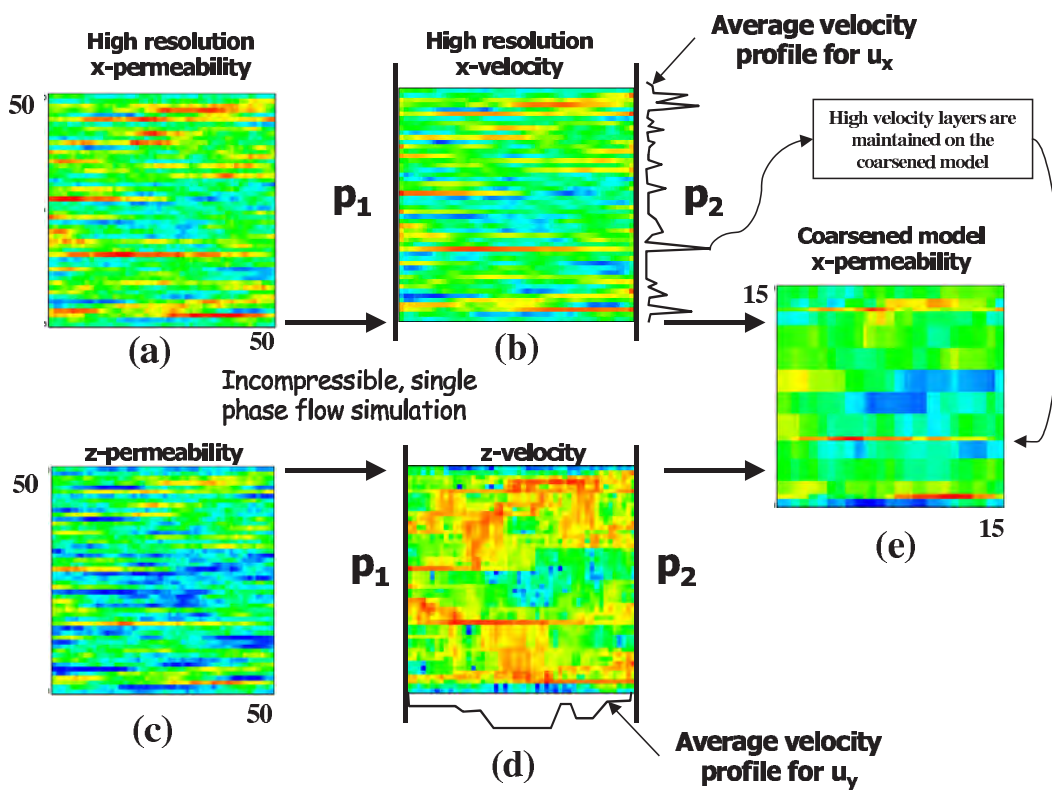 High resolution
x-permeability
50
50
(a)
High resolution
x-velocity
p1
p2
(b)
Average velocity
profile for ux
High velocity layers are
maintained on the
coarsened model
Coarsened model
x-permeability
15
15
(e)
Incompressible, single
phase flow simulation
z-permeability
50
50
(c)
z-velocity
p1
p2
(d)
Average velocity
profile for uy